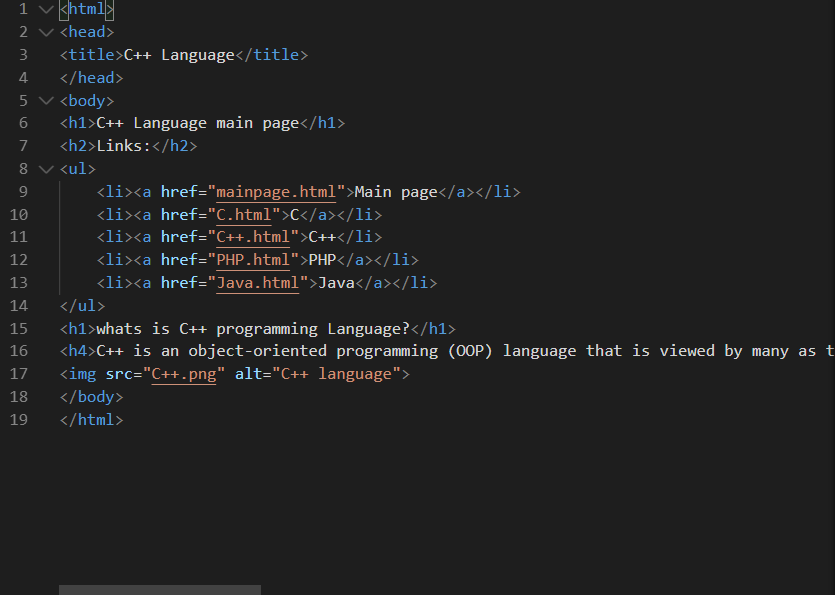 1 <html>
2 <head>
3 <title>C++ Language</title>
4 </head>
5 <body>
6 <h1>C++ Language main page</h1>
7 <h2>Links:</h2>
8 <ul>
9     <li><a href="mainpage.html">Main page</a></li>
10     <li><a href="C.html">C</a></li>
11     <li><a href="C++.html">C++</li>
12     <li><a href="PHP.html">PHP</a></li>
13     <li><a href="Java.html">Java</a></li>
14 </ul>
15 <h1>whats is C++ programming Language?</h1>
16 <h4>C++ is an object-oriented programming (OOP) language that is viewed by many as t
17 <img src="C++.png" alt="C++ language">
18 </body>
19 </html>